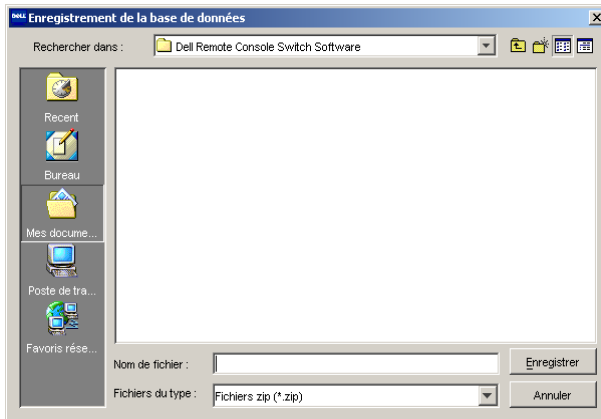 DELL Enregistrement de la base de données
Rechercher dans : Dell Remote Console Switch Software
Recent
Bureau
Mes docume...
Poste de tra...
Favoris rése...
Nom de fichier : Enregistrer
Fichiers du type : Fichiers zip (*.zip) Annuler